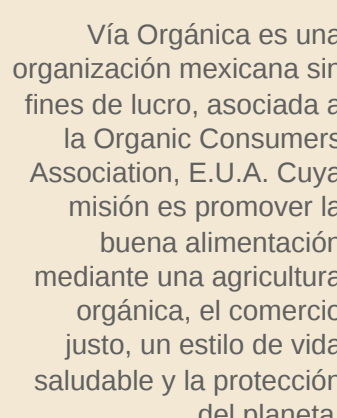 Vía Orgánica es una
organización mexicana sin
fines de lucro, asociada a
la Organic Consumers
Association, E.U.A. Cuya
misión es promover la
buena alimentación
mediante una agricultura
orgánica, el comercio
justo, un estilo de vida
saludable y la protección
del planeta.